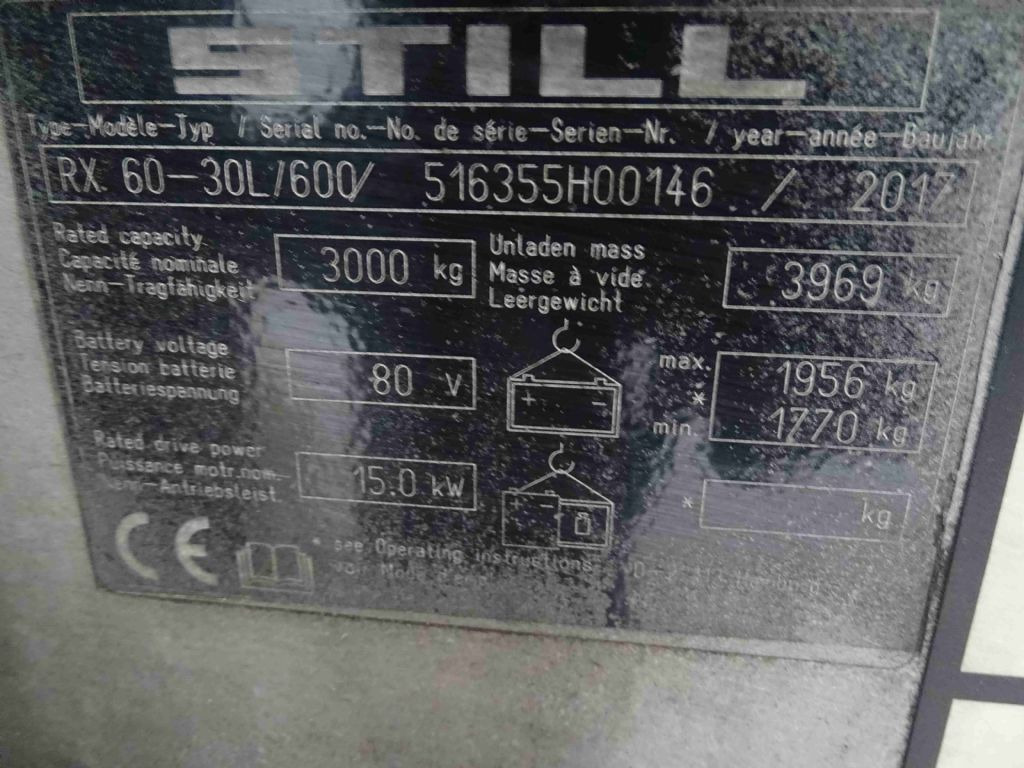 STILL
Type-Modèle-Typ / Serial no.-No. de série-Serien-Nr. / year-année-Baujahr
RX 60-30L/600/ 516355H00146 / 2017
Rated capacity
Capacité nominale
Nenn-Tragfähigkeit
3000 kg
Unladen mass
Masse à vide
Leergewicht
3969 kg
Battery voltage
Tension batterie
Batteriespannung
80 V
max. 1956 kg
*
min. 1770 kg
Rated drive power
Puissance motr.nom.
Nenn-Antriebsleist.
15.0 kW
* kg
CE
* see Operating instructions
voir Mode d'emploi